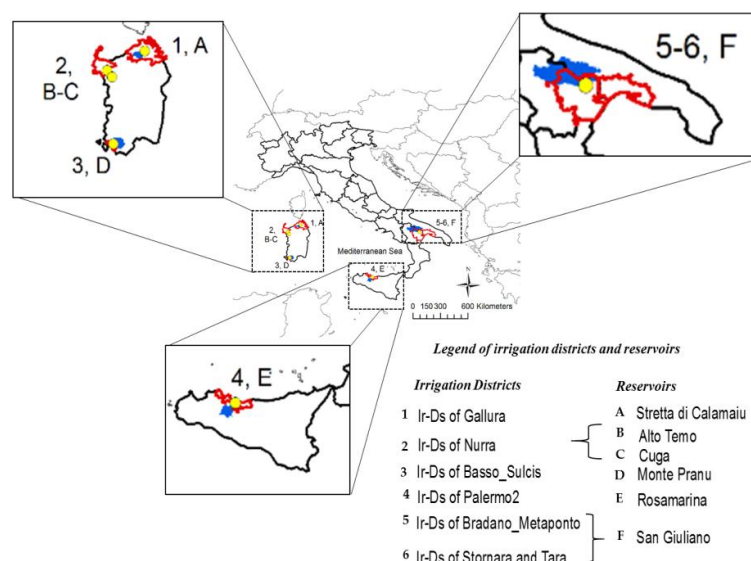 1, A
2,
B-C
3, D
5-6, F
1, A
2,
B-C
3, D
5-6, F
Mediterranean Sea
4, E
N
0 150 300 600 Kilometers
4, E
Legend of irrigation districts and reservoirs
Irrigation Districts Reservoirs
1 Ir-Ds of Gallura
2 Ir-Ds of Nurra
3 Ir-Ds of Basso_Sulcis
4 Ir-Ds of Palermo2
5 Ir-Ds of Bradano_Metaponto
6 Ir-Ds of Stornara and Tara
A Stretta di Calamaiu
B Alto Temo
C Cuga
D Monte Pranu
E Rosamarina
F San Giuliano